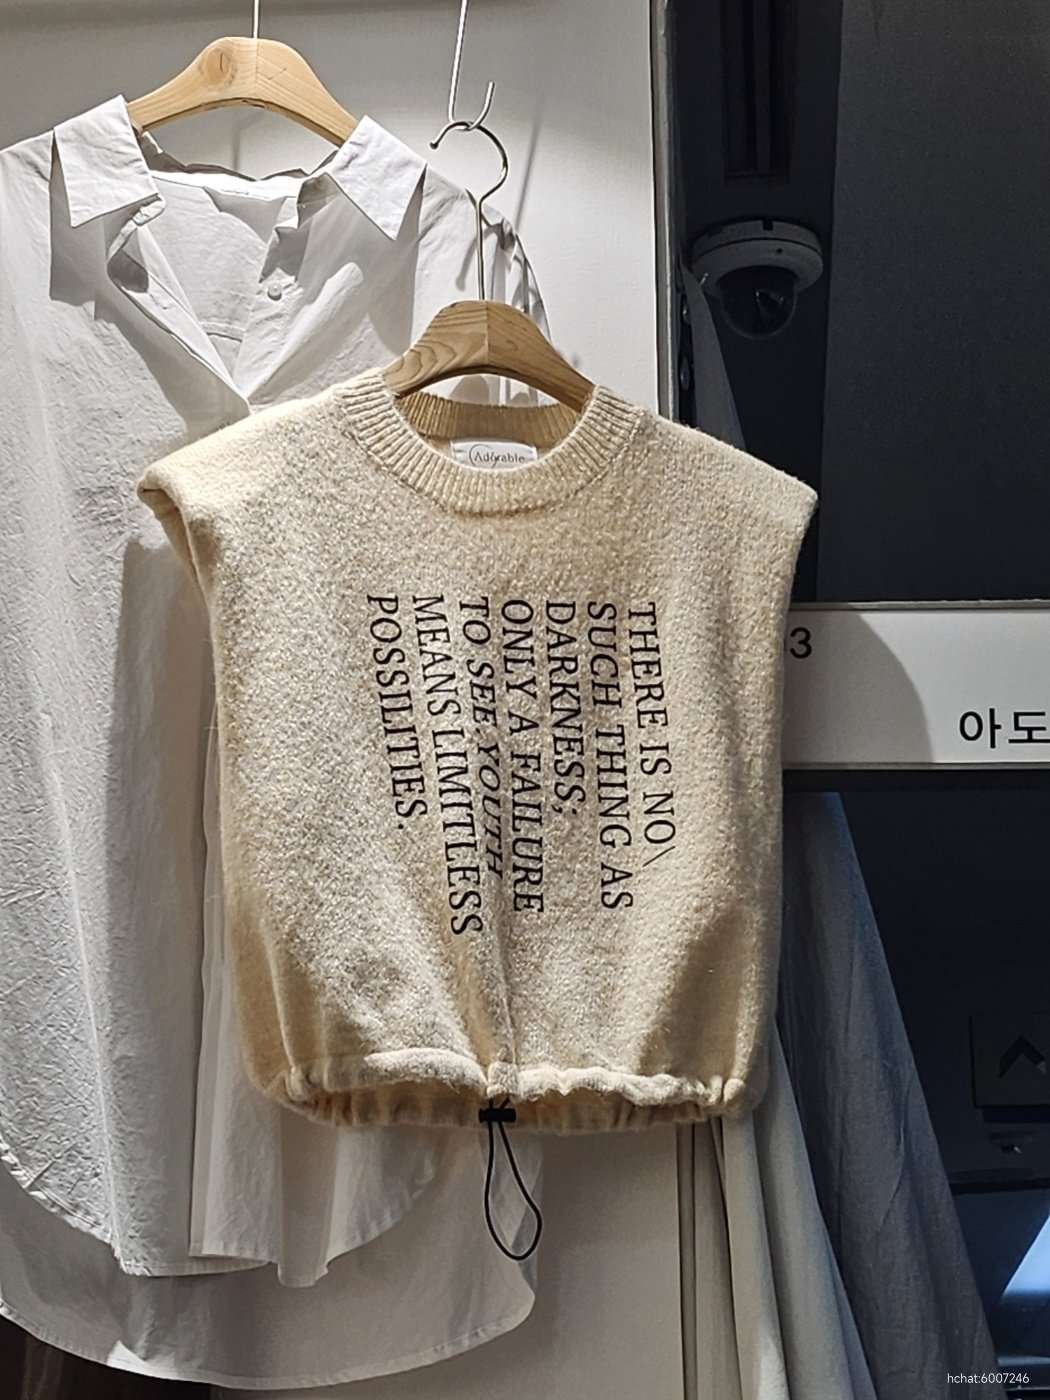 Adorable
THERE IS NO\
SUCH THING AS
DARKNESS;
ONLY A FAILURE
TO SEE.YOUTH
MEANS LIMITLESS
POSSILITIES.
3
아도
hchat:6007246